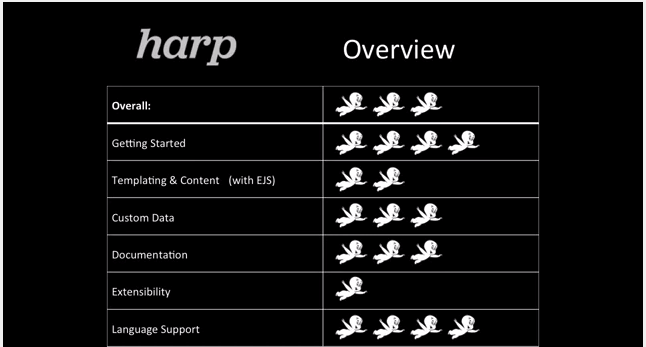 harp
Overview
Overall:
Getting Started
Templating & Content (with EJS)
Custom Data
Documentation
Extensibility
Language Support